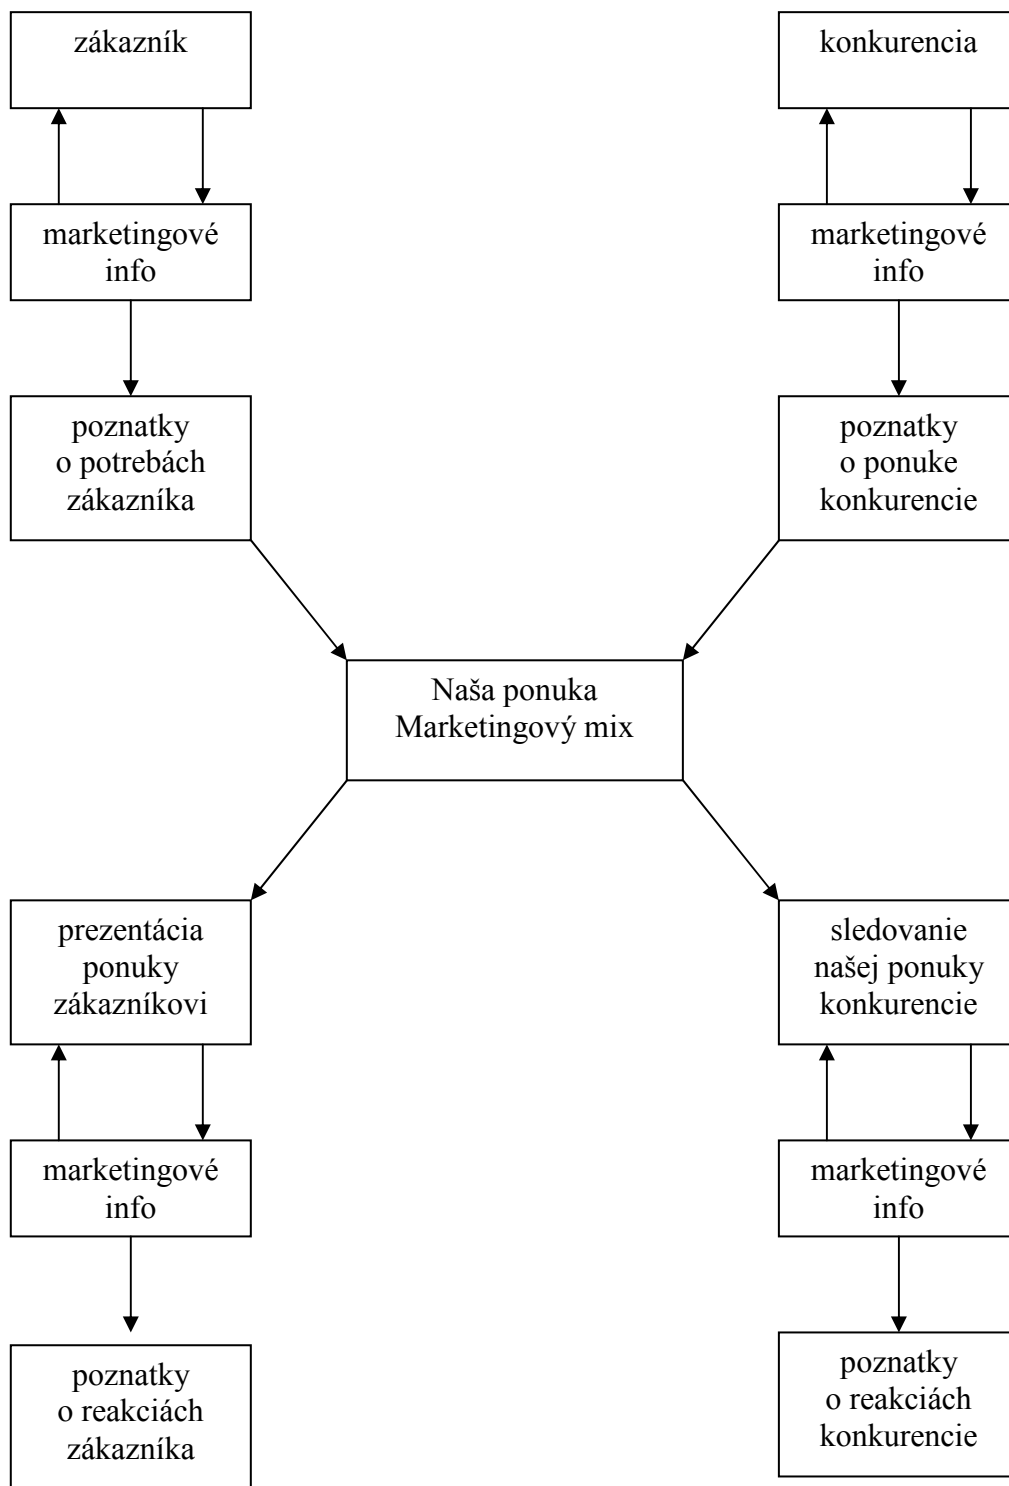 zákazník
konkurencia
marketingové
info
marketingové
info
poznatky
o potrebách
zákazníka
poznatky
o ponuke
konkurencie
Naša ponuka
Marketingový mix
prezentácia
ponuky
zákazníkovi
sledovanie
našej ponuky
konkurencie
marketingové
info
marketingové
info
poznatky
o reakciách
zákazníka
poznatky
o reakciách
konkurencie